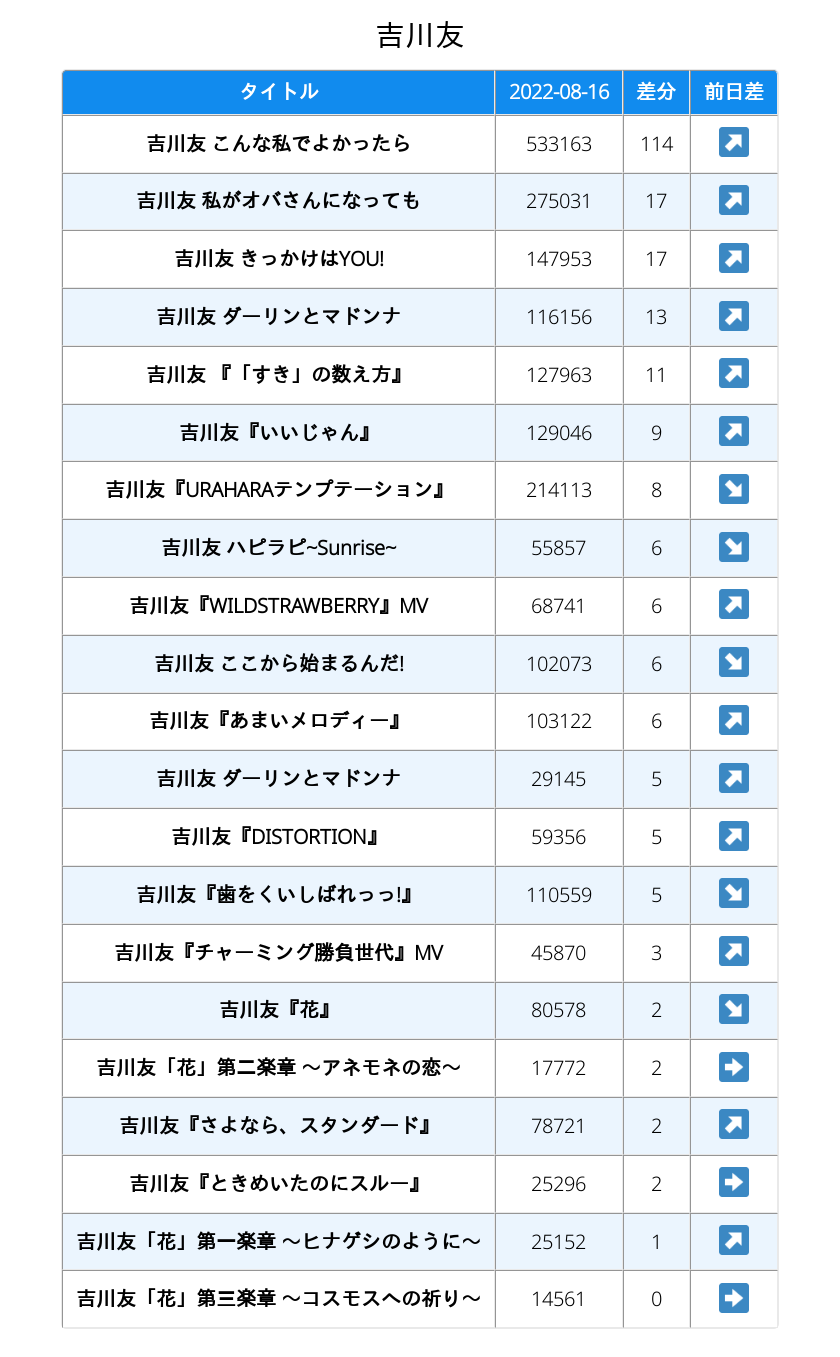 吉川友
タイトル 2022-08-16 差分 前日差
吉川友 こんな私でよかったら 533163 114 ↗
吉川友 私がオバさんになっても 275031 17 ↗
吉川友 きっかけはYOU! 147953 17 ↗
吉川友 ダーリンとマドンナ 116156 13 ↗
吉川友 『「すき」の数え方』 127963 11 ↗
吉川友『いいじゃん』 129046 9 ↗
吉川友『URAHARAテンプテーション』 214113 8 ↘
吉川友 ハピラピ~Sunrise~ 55857 6 ↘
吉川友『WILDSTRAWBERRY』MV 68741 6 ↗
吉川友 ここから始まるんだ! 102073 6 ↘
吉川友『あまいメロディー』 103122 6 ↗
吉川友 ダーリンとマドンナ 29145 5 ↗
吉川友『DISTORTION』 59356 5 ↗
吉川友『歯をくいしばれっっ!』 110559 5 ↘
吉川友『チャーミング勝負世代』MV 45870 3 ↗
吉川友『花』 80578 2 ↘
吉川友「花」第二楽章 〜アネモネの恋〜 17772 2 ➡
吉川友『さよなら、スタンダード』 78721 2 ↗
吉川友『ときめいたのにスルー』 25296 2 ➡
吉川友「花」第一楽章 〜ヒナゲシのように〜 25152 1 ↗
吉川友「花」第三楽章 〜コスモスへの祈り〜 14561 0 ➡